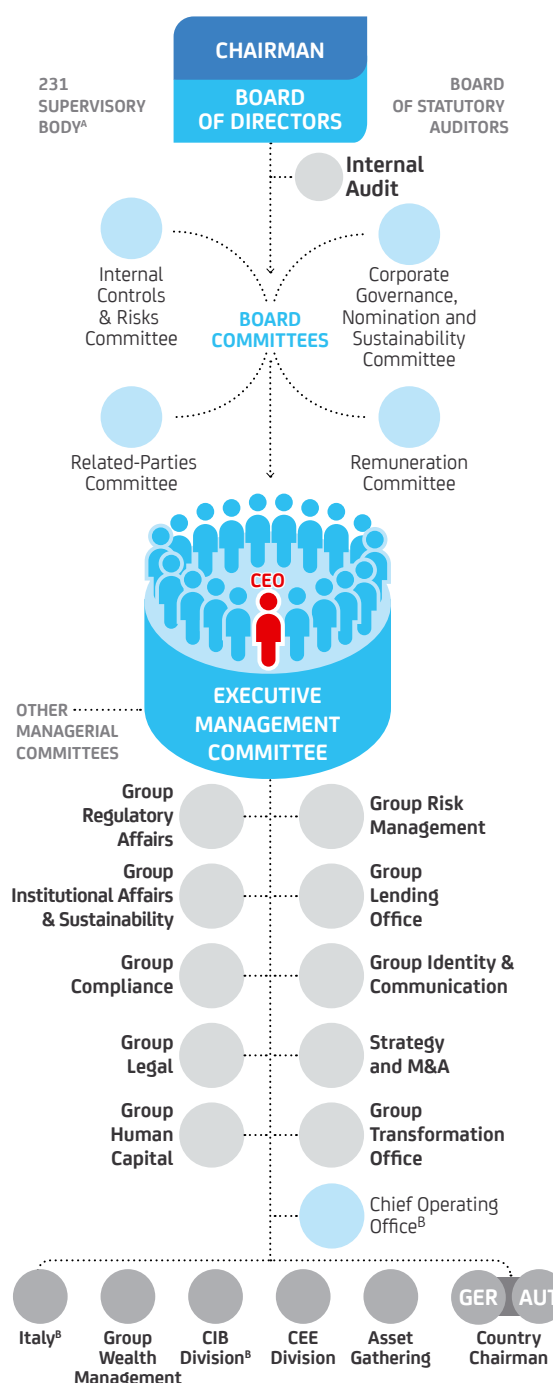 CHAIRMAN
BOARD
OF DIRECTORS
231
SUPERVISORY
BODYᴬ
BOARD
OF STATUTORY
AUDITORS
Internal
Audit
Internal
Controls
& Risks
Committee
Corporate
Governance,
Nomination and
Sustainability
Committee
BOARD
COMMITTEES
Related-Parties
Committee
Remuneration
Committee
CEO
EXECUTIVE
MANAGEMENT
COMMITTEE
OTHER
MANAGERIAL
COMMITTEES
Group
Regulatory
Affairs
Group Risk
Management
Group
Institutional Affairs
& Sustainability
Group
Lending
Office
Group
Compliance
Group Identity &
Communication
Group
Legal
Strategy
and M&A
Group
Human
Capital
Group
Transformation
Office
Chief Operating
Officeᴮ
Italyᴮ
Group
Wealth
Management
CIB
Divisionᴮ
CEE
Division
Asset
Gathering
GER AUT
Country
Chairman